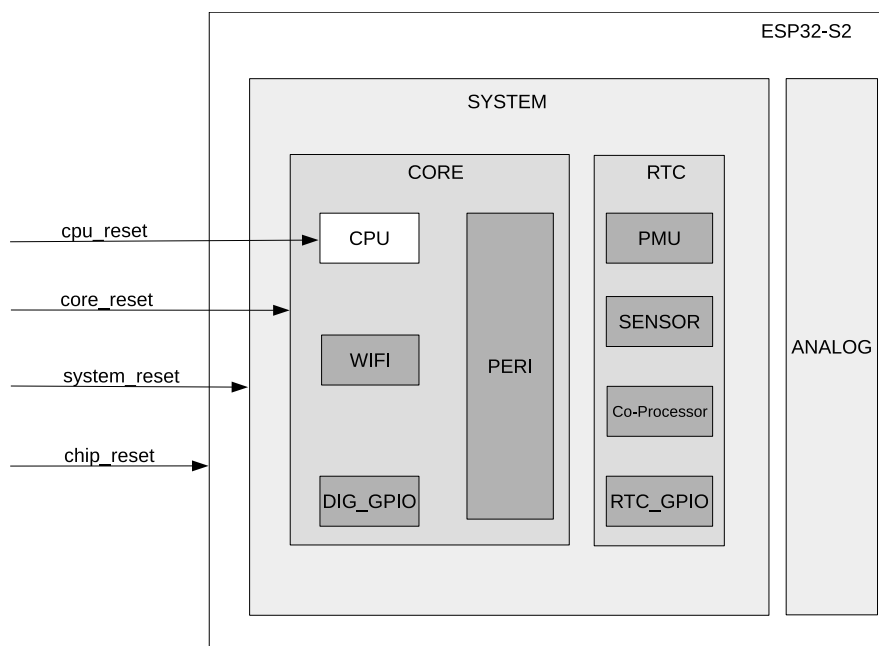 ESP32-S2
SYSTEM
CORE
RTC
cpu_reset
CPU
PMU
core_reset
SENSOR
WIFI
PERI
ANALOG
system_reset
Co-Processor
chip_reset
DIG_GPIO
RTC_GPIO